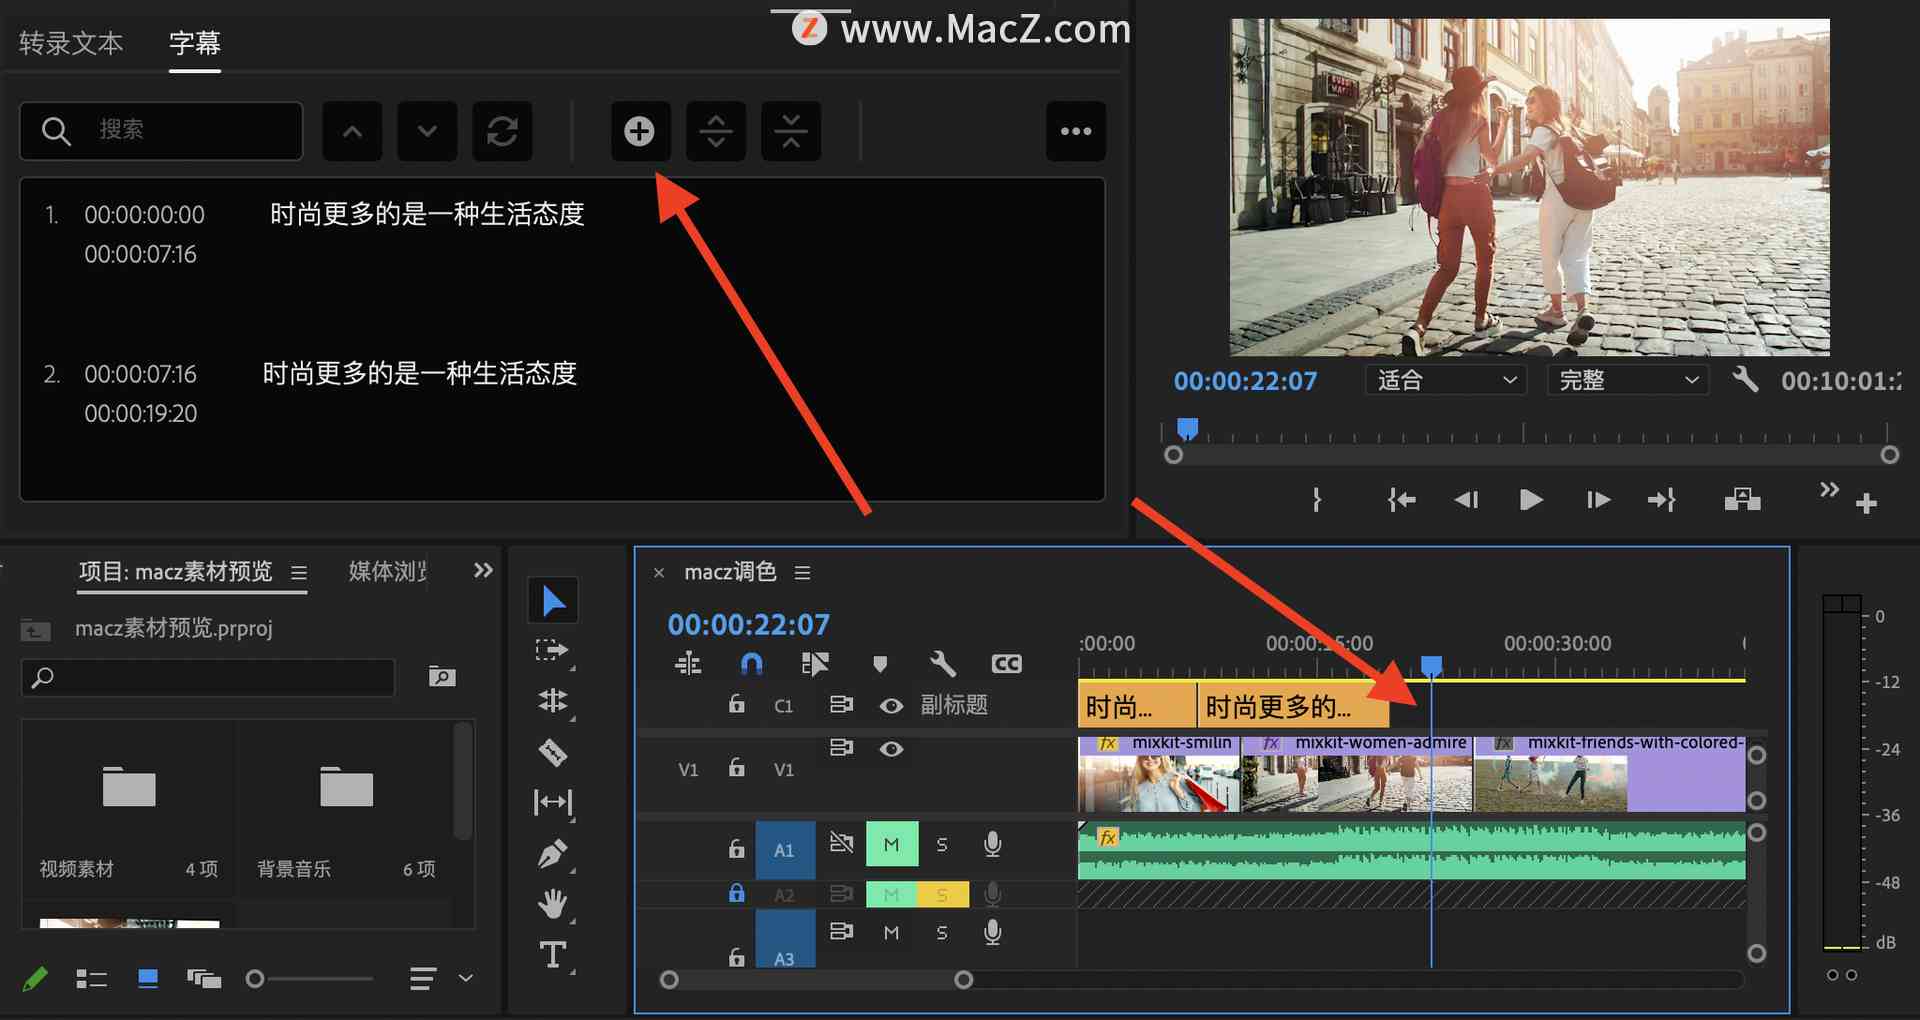 www.MacZ.com
转录文本
字幕
搜索
1.
00:00:00:00
00:00:07:16
时尚更多的是一种生活态度
2.
00:00:07:16
00:00:19:20
时尚更多的是一种生活态度
00:00:22:07
适合
完整
00:10:01:
项目: macz素材预览
媒体浏览
macz素材预览.prproj
视频素材
4 项
背景音乐
6 项
macz调色
00:00:22:07
:00:00
00:00:15:00
00:00:30:00
C1
副标题
时尚...
时尚更多的...
V1
V1
fx mixkit-smilin
fx mixkit-women-admire
fx mixkit-friends-with-colored-
A1
M
S
fx
A2
M
S
A3
M
S
0
-12
-24
-36
-48
dB